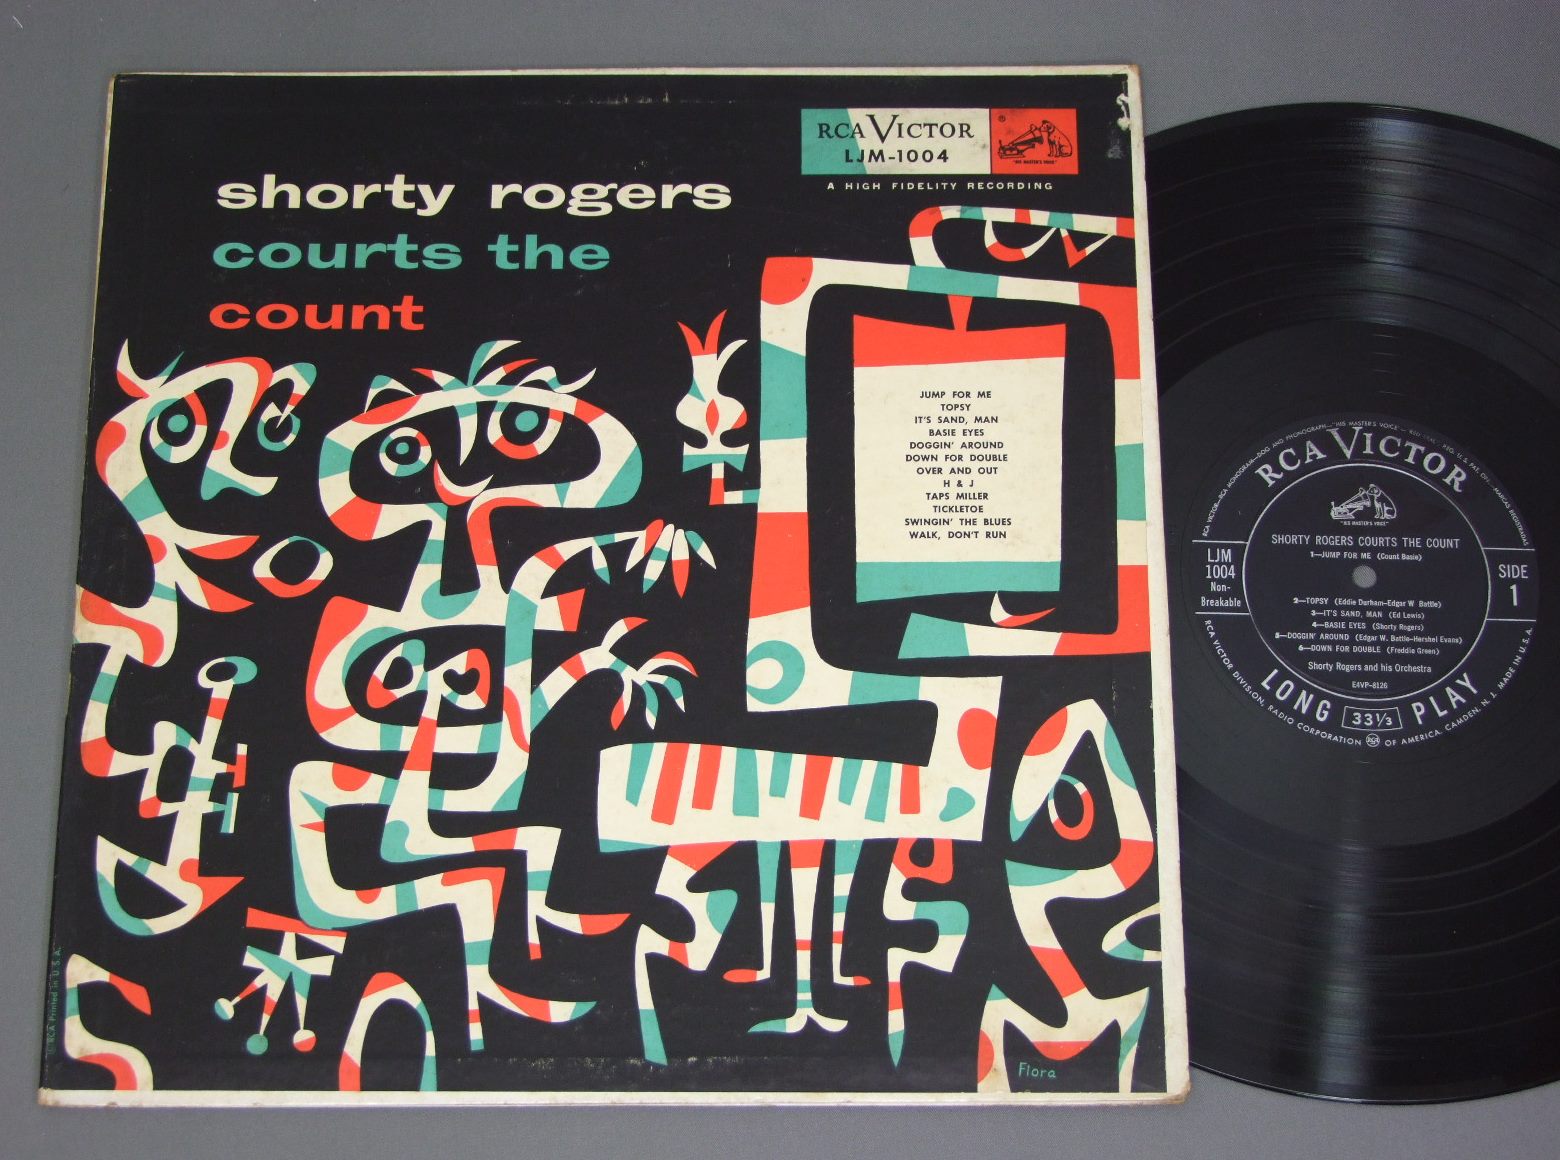 RCA VICTOR
LJM-1004
"HIS MASTER'S VOICE"
A HIGH FIDELITY RECORDING
shorty rogers
courts the
count
JUMP FOR ME
TOPSY
IT'S SAND, MAN
BASIE EYES
DOGGIN' AROUND
DOWN FOR DOUBLE
OVER AND OUT
H & J
TAPS MILLER
TICKLETOE
SWINGIN' THE BLUES
WALK, DON'T RUN
Flora
RCA Printed in U.S.A.
RCA VICTOR
"HIS MASTER'S VOICE"
SHORTY ROGERS COURTS THE COUNT
1—JUMP FOR ME (Count Basie)
LJM
1004
Non-
Breakable
SIDE
1
2—TOPSY (Eddie Durham-Edgar W Battle)
3—IT'S SAND, MAN (Ed Lewis)
4—BASIE EYES (Shorty Rogers)
5—DOGGIN' AROUND (Edgar W. Battle-Hershel Evans)
6—DOWN FOR DOUBLE (Freddie Green)
Shorty Rogers and his Orchestra
E4VP-8126
LONG 33⅓ PLAY
RCA VICTOR DIVISION, RADIO CORPORATION RCA OF AMERICA, CAMDEN, N. J. MADE IN U.S.A.